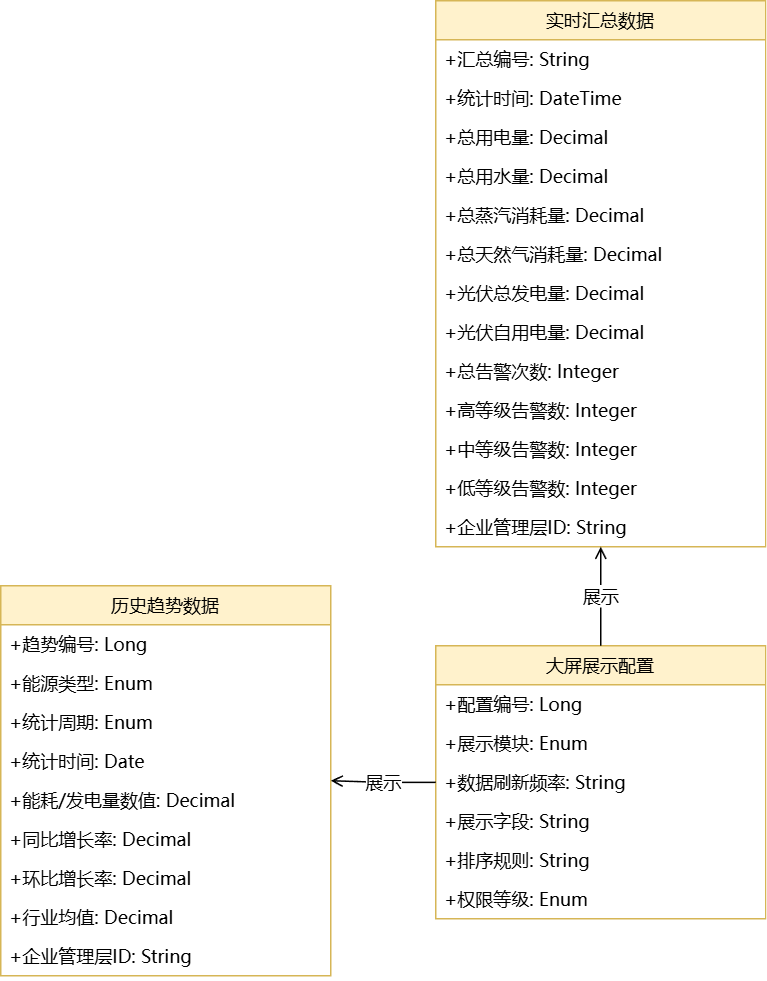 实时汇总数据
+汇总编号: String
+统计时间: DateTime
+总用电量: Decimal
+总用水量: Decimal
+总蒸汽消耗量: Decimal
+总天然气消耗量: Decimal
+光伏总发电量: Decimal
+光伏自用电量: Decimal
+总告警次数: Integer
+高等级告警数: Integer
+中等级告警数: Integer
+低等级告警数: Integer
+企业管理层ID: String
展示
历史趋势数据
+趋势编号: Long
+能源类型: Enum
+统计周期: Enum
+统计时间: Date
+能耗/发电量数值: Decimal
+同比增长率: Decimal
+环比增长率: Decimal
+行业均值: Decimal
+企业管理层ID: String
展示
大屏展示配置
+配置编号: Long
+展示模块: Enum
+数据刷新频率: String
+展示字段: String
+排序规则: String
+权限等级: Enum